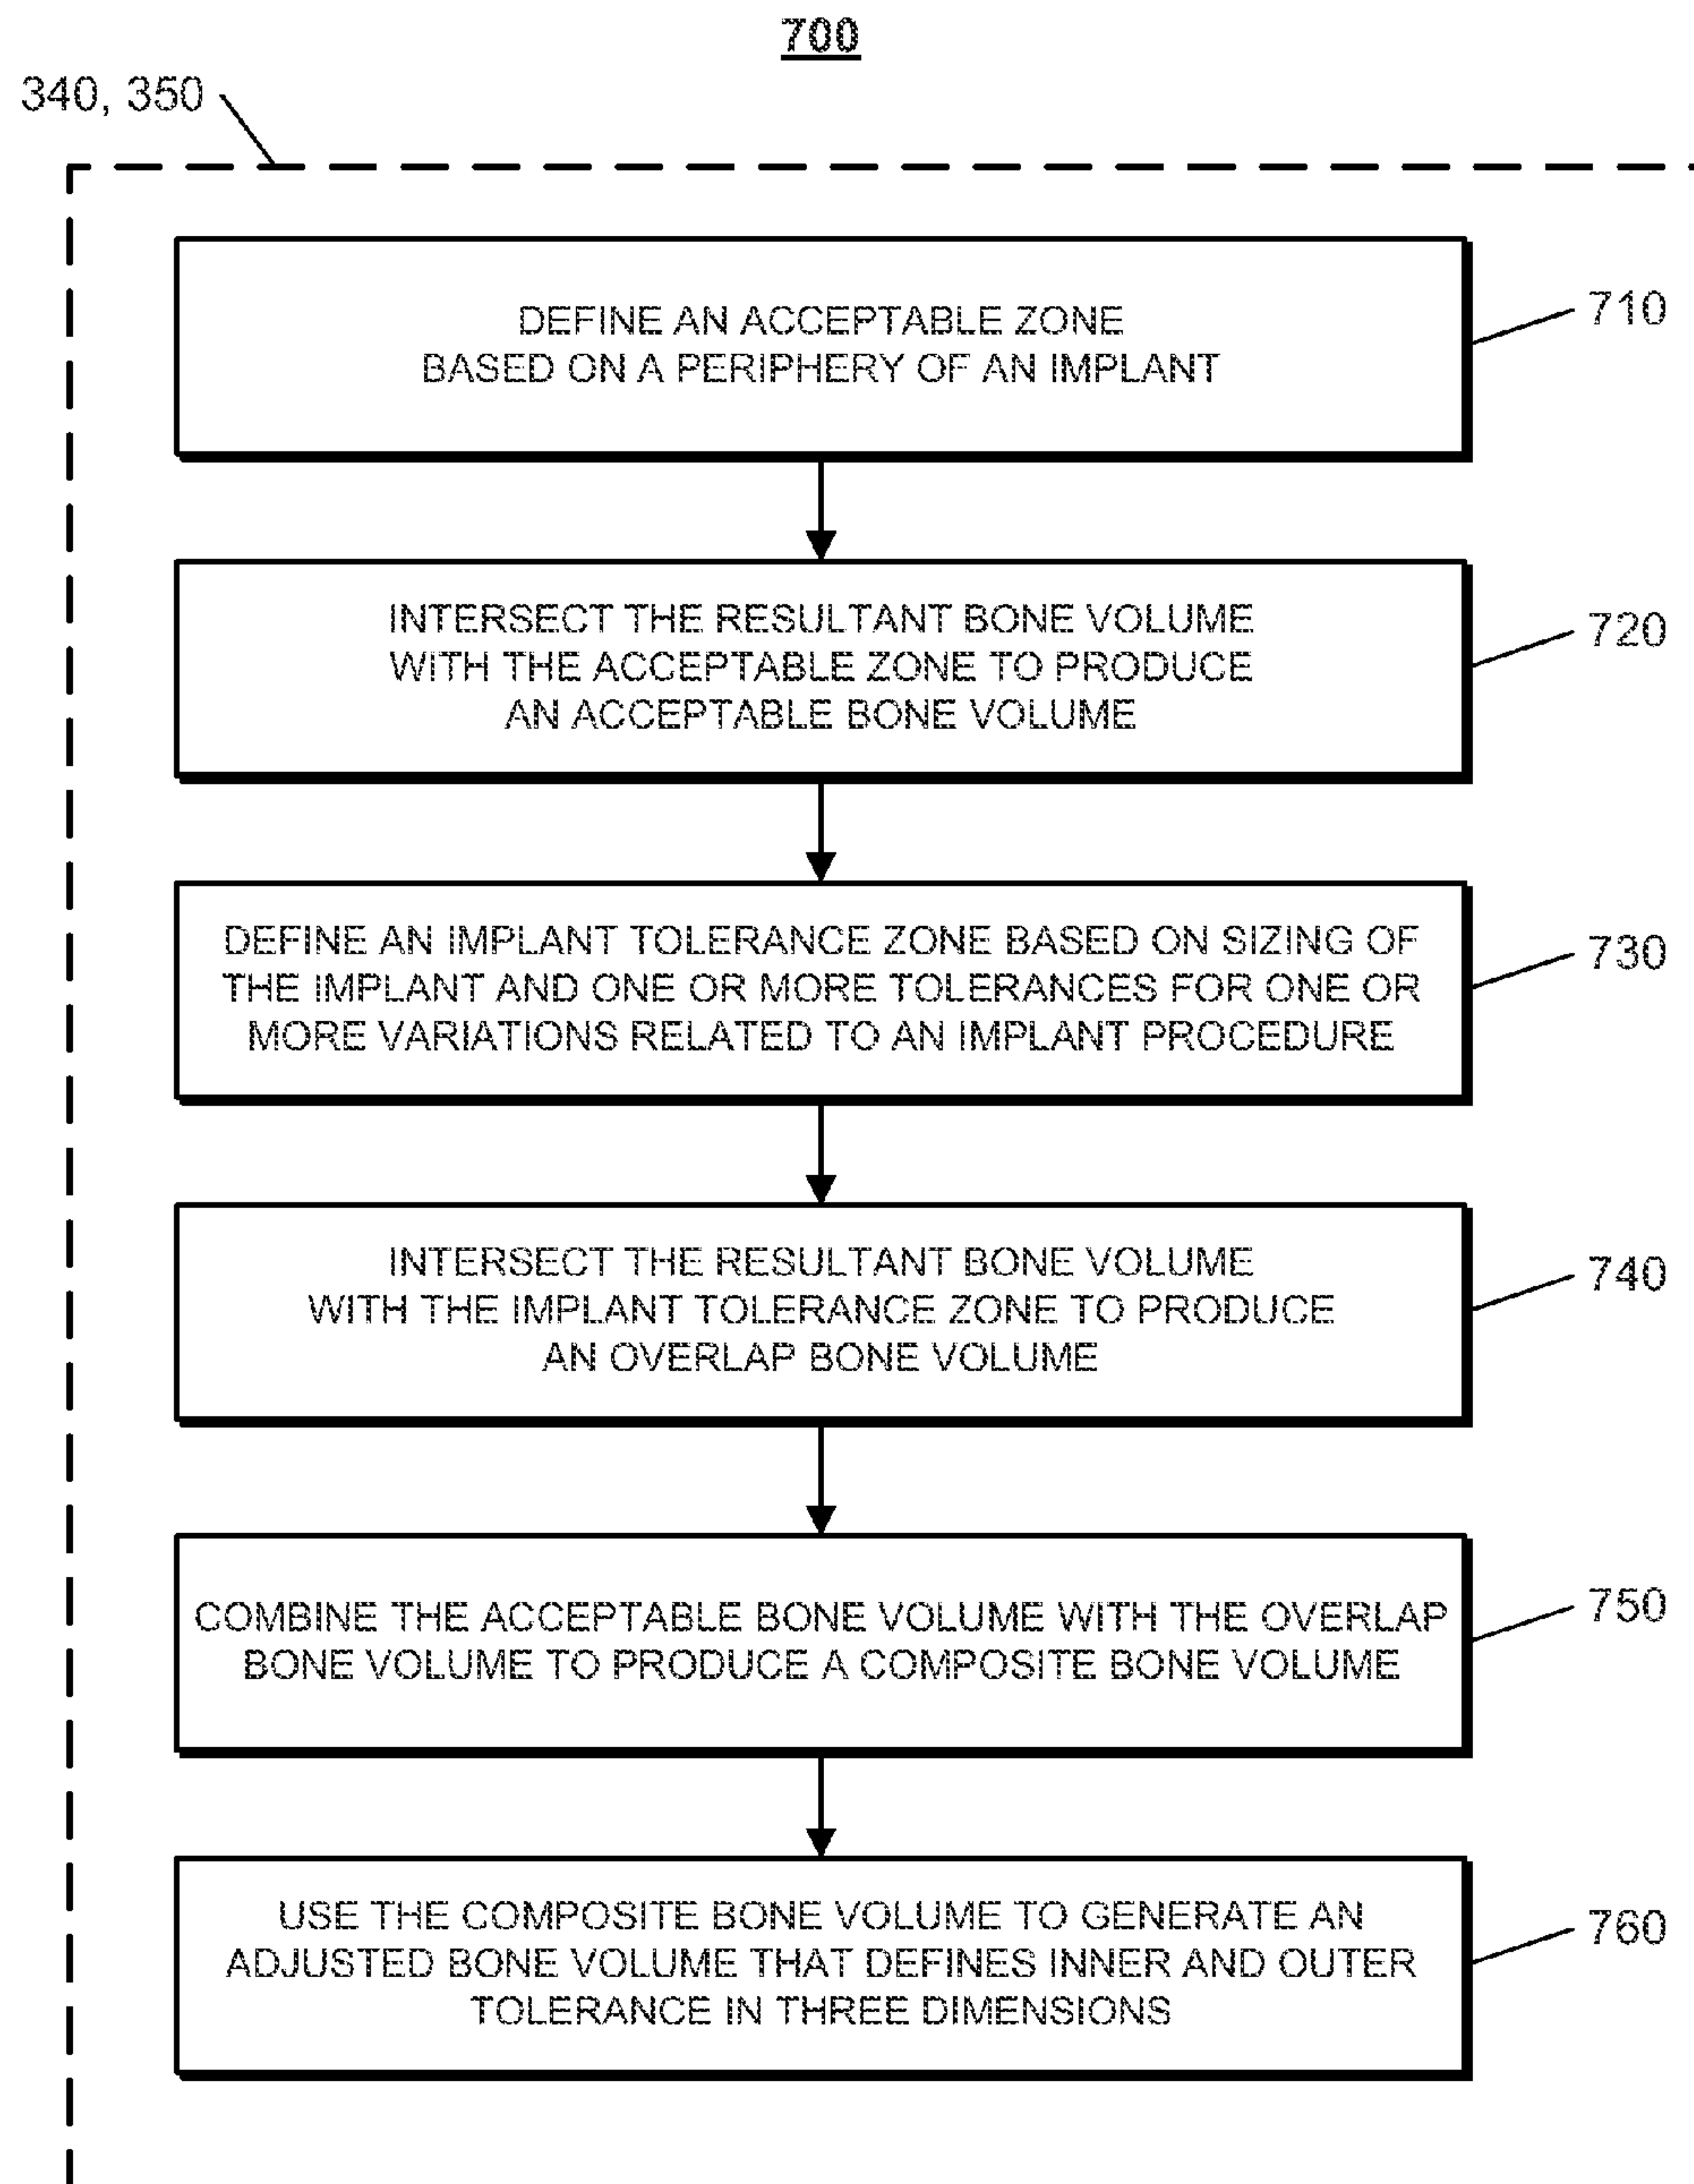 700
340, 350
DEFINE AN ACCEPTABLE ZONE
BASED ON A PERIPHERY OF AN IMPLANT
710
INTERSECT THE RESULTANT BONE VOLUME
WITH THE ACCEPTABLE ZONE TO PRODUCE
AN ACCEPTABLE BONE VOLUME
720
DEFINE AN IMPLANT TOLERANCE ZONE BASED ON SIZING OF
THE IMPLANT AND ONE OR MORE TOLERANCES FOR ONE OR
MORE VARIATIONS RELATED TO AN IMPLANT PROCEDURE
730
INTERSECT THE RESULTANT BONE VOLUME
WITH THE IMPLANT TOLERANCE ZONE TO PRODUCE
AN OVERLAP BONE VOLUME
740
COMBINE THE ACCEPTABLE BONE VOLUME WITH THE OVERLAP
BONE VOLUME TO PRODUCE A COMPOSITE BONE VOLUME
750
USE THE COMPOSITE BONE VOLUME TO GENERATE AN
ADJUSTED BONE VOLUME THAT DEFINES INNER AND OUTER
TOLERANCE IN THREE DIMENSIONS
760